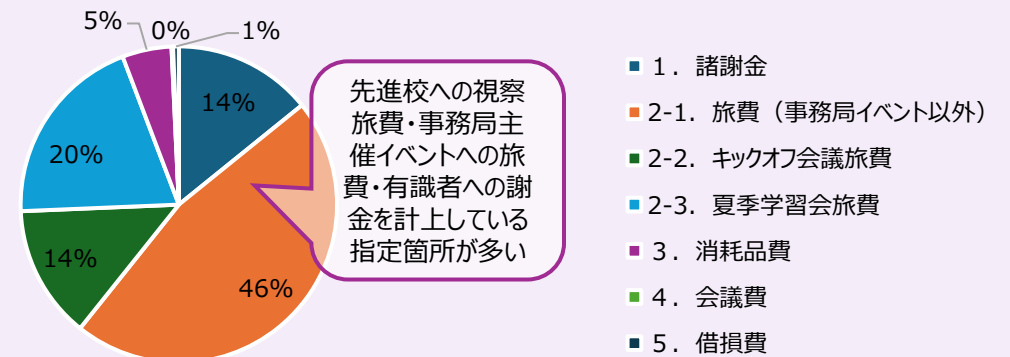 5%
0%
1%
14%
20%
14%
46%
先進校への視察
旅費・事務局主
催イベントへの旅
費・有識者への謝
金を計上している
指定箇所が多い
1．諸謝金
2-1．旅費（事務局イベント以外）
2-2．キックオフ会議旅費
2-3．夏季学習会旅費
3．消耗品費
4．会議費
5．借損費